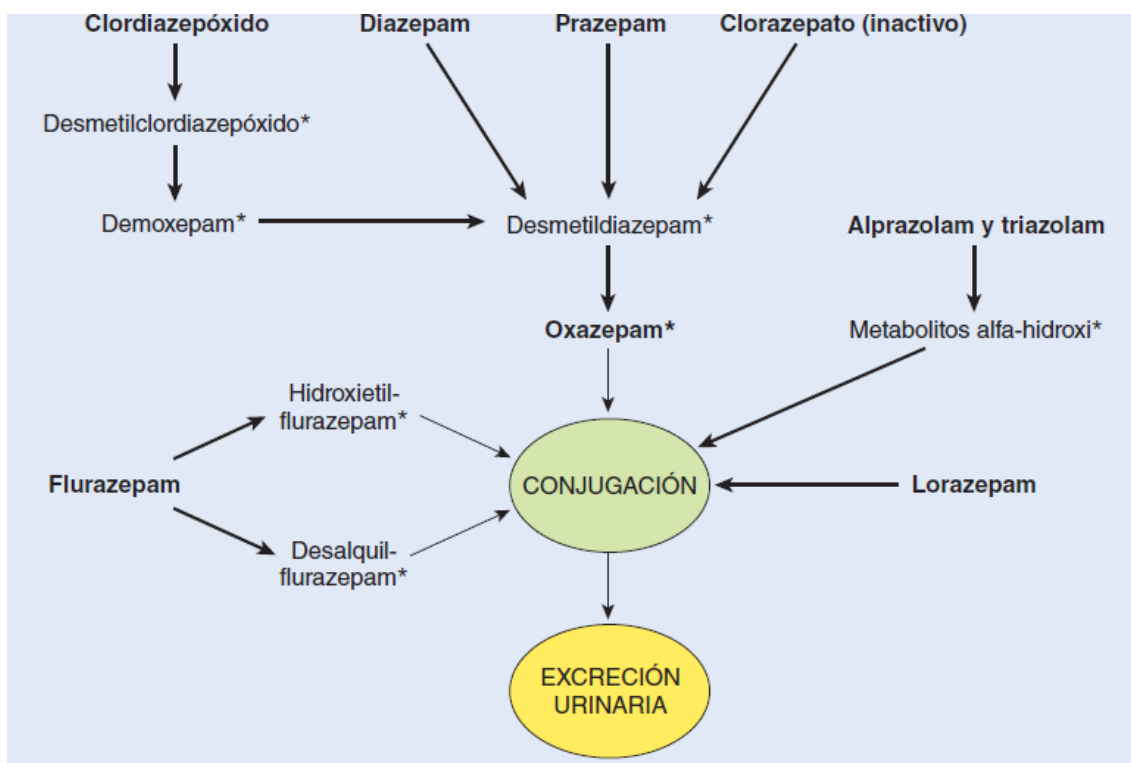 Clordiazepóxido
Diazepam
Prazepam
Clorazepato (inactivo)
Desmetilclordiazepóxido*
Demoxepam*
Desmetildiazepam*
Alprazolam y triazolam
Oxazepam*
Metabolitos alfa-hidroxi*
Hidroxietil-
flurazepam*
Flurazepam
CONJUGACIÓN
Lorazepam
Desalquil-
flurazepam*
EXCRECIÓN
URINARIA